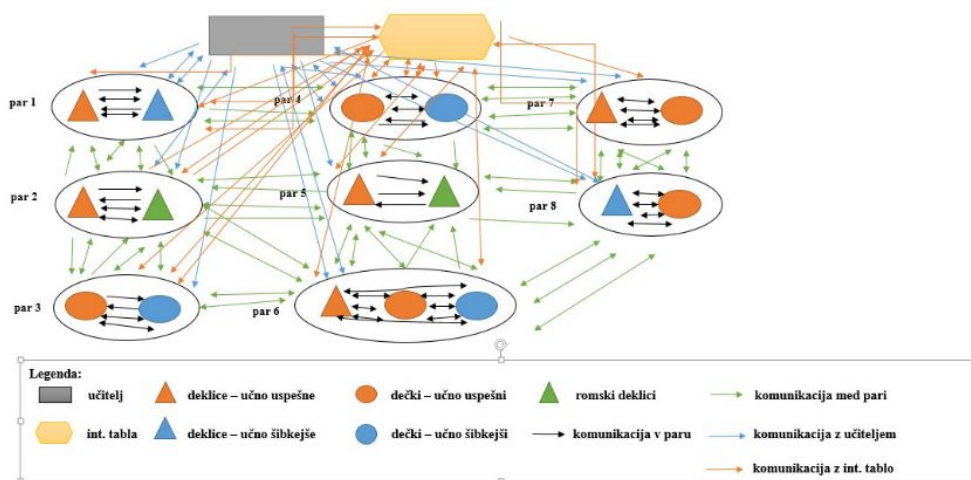 par 1
par 4
par 7
par 2
par 5
par 8
par 3
par 6
Legenda:
učitelj
deklice – učno uspešne
dečki – učno uspešni
romski deklici
komunikacija med pari
int. tabla
deklice – učno šibkejše
dečki – učno šibkejši
komunikacija v paru
komunikacija z učiteljem
komunikacija z int. tablo